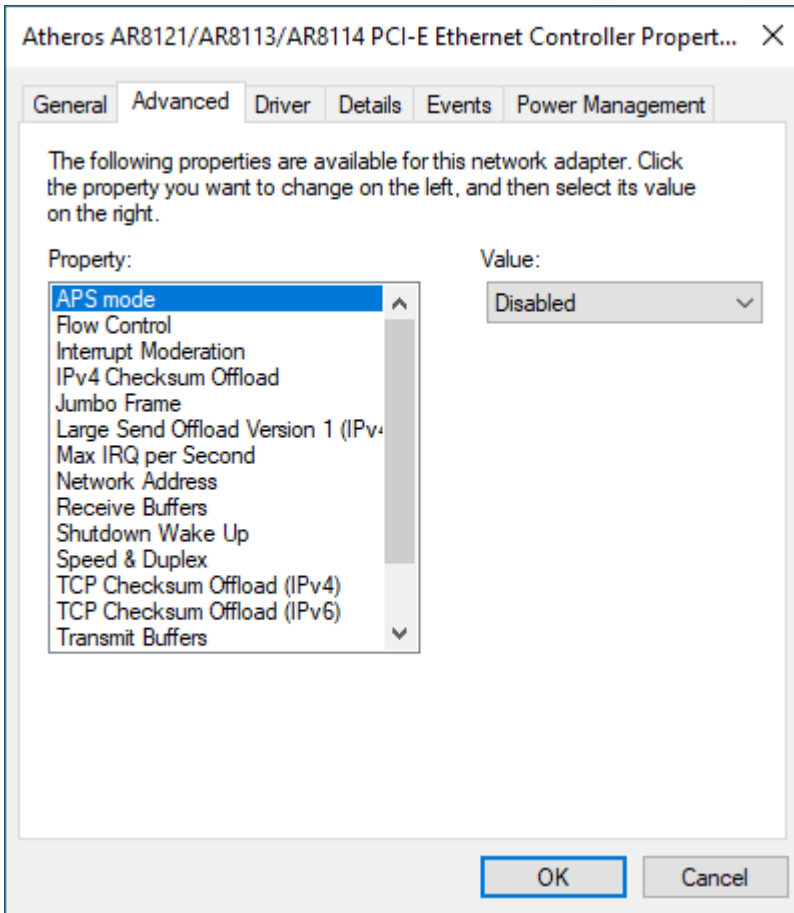 Atheros AR8121/AR8113/AR8114 PCI-E Ethernet Controller Propert...
General Advanced Driver Details Events Power Management
The following properties are available for this network adapter. Click
the property you want to change on the left, and then select its value
on the right.
Property:
Value:
APS mode
Disabled
Flow Control
Interrupt Moderation
IPv4 Checksum Offload
Jumbo Frame
Large Send Offload Version 1 (IPv4
Max IRQ per Second
Network Address
Receive Buffers
Shutdown Wake Up
Speed & Duplex
TCP Checksum Offload (IPv4)
TCP Checksum Offload (IPv6)
Transmit Buffers
OK Cancel